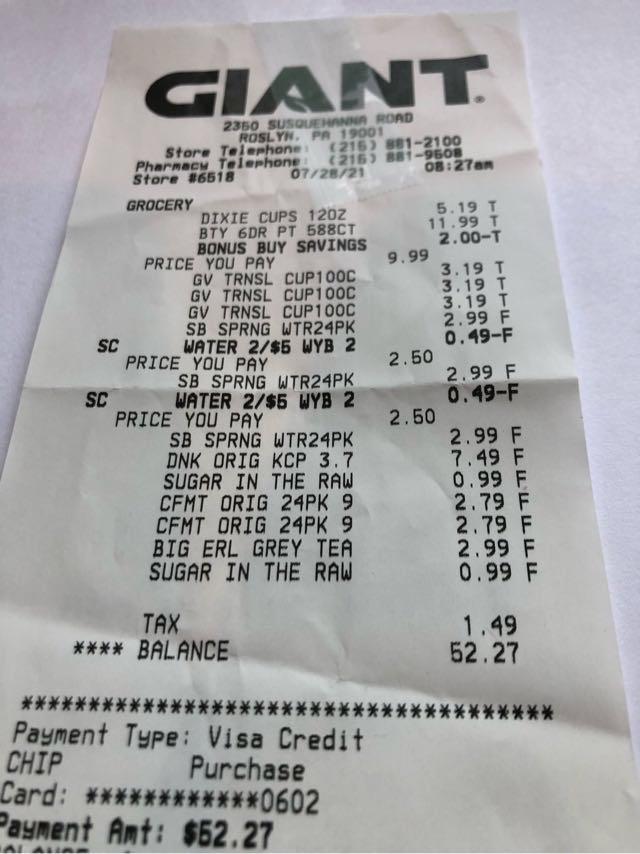 GIANT.
2350 SUSQUEHANNA ROAD
ROSLYN, PA 19001
Store Telephone: (215) 881-2100
Pharmacy Telephone: (215) 881-9508
Store #6518 07/28/21 08:27am
GROCERY
DIXIE CUPS 12OZ 5.19 T
BTY 6DR PT 588CT 11.99 T
BONUS BUY SAVINGS 2.00-T
PRICE YOU PAY 9.99
GV TRNSL CUP100C 3.19 T
GV TRNSL CUP100C 3.19 T
GV TRNSL CUP100C 3.19 T
SB SPRNG WTR24PK 2.99 F
SC WATER 2/$5 WYB 2 0.49-F
PRICE YOU PAY 2.50
SB SPRNG WTR24PK 2.99 F
SC WATER 2/$5 WYB 2 0.49-F
PRICE YOU PAY 2.50
SB SPRNG WTR24PK 2.99 F
DNK ORIG KCP 3.7 7.49 F
SUGAR IN THE RAW 0.99 F
CFMT ORIG 24PK 9 2.79 F
CFMT ORIG 24PK 9 2.79 F
BIG ERL GREY TEA 2.99 F
SUGAR IN THE RAW 0.99 F
TAX 1.49
**** BALANCE 52.27
******************************************
Payment Type: Visa Credit
CHIP Purchase
Card: ************0602
Payment Amt: $52.27